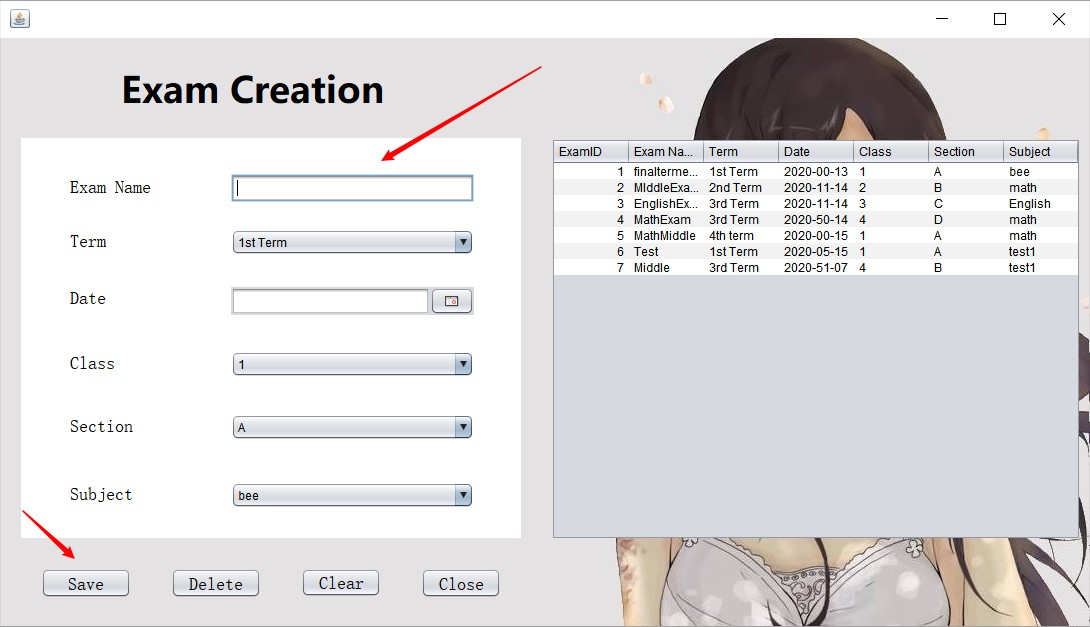 Exam Creation
Exam Name
Term
1st Term
Date
Class
1
Section
A
Subject
bee
Save
Delete
Clear
Close
ExamID Exam Na... Term Date Class Section Subject
1 finalterme... 1st Term 2020-00-13 1 A bee
2 MIddleExa... 2nd Term 2020-11-14 2 B math
3 EnglishEx... 3rd Term 2020-11-14 3 C English
4 MathExam 3rd Term 2020-50-14 4 D math
5 MathMiddle 4th term 2020-00-15 1 A math
6 Test 1st Term 2020-05-15 1 A test1
7 Middle 3rd Term 2020-51-07 4 B test1